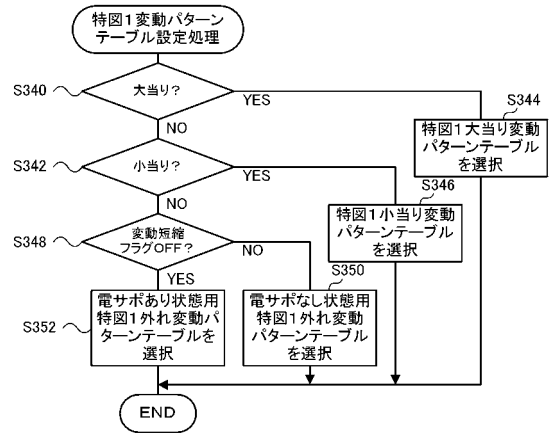 特図1変動パターン
テーブル設定処理
S340
大当り?
YES
NO
S344
特図1大当り変動
パターンテーブル
を選択
S342
小当り?
YES
NO
S346
特図1小当り変動
パターンテーブル
を選択
S348
変動短縮
フラグOFF?
NO
YES
S350
電サポなし状態用
特図1外れ変動
パターンテーブル
を選択
S352
電サポあり状態用
特図1外れ変動パ
ターンテーブルを
選択
END